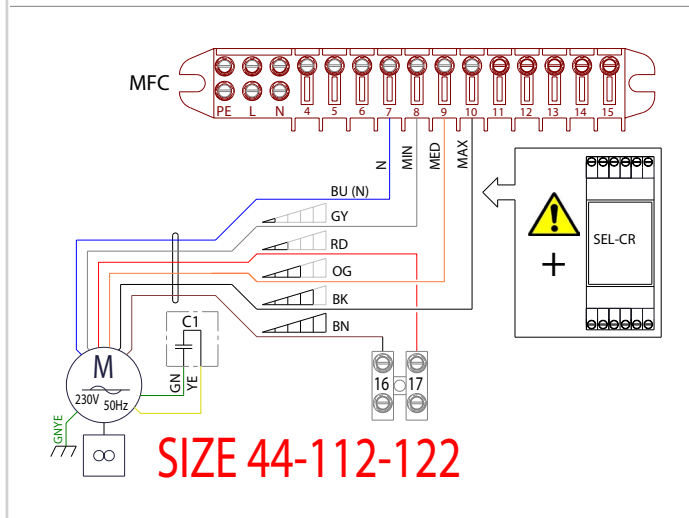 MFC
PE L N 4 5 6 7 8 9 10 11 12 13 14 15
N MIN MED MAX
BU (N)
GY
RD
OG
BK
BN
SEL-CR
+
C1
GN YE
M
230V 50Hz
GNYE
16 17
SIZE 44-112-122